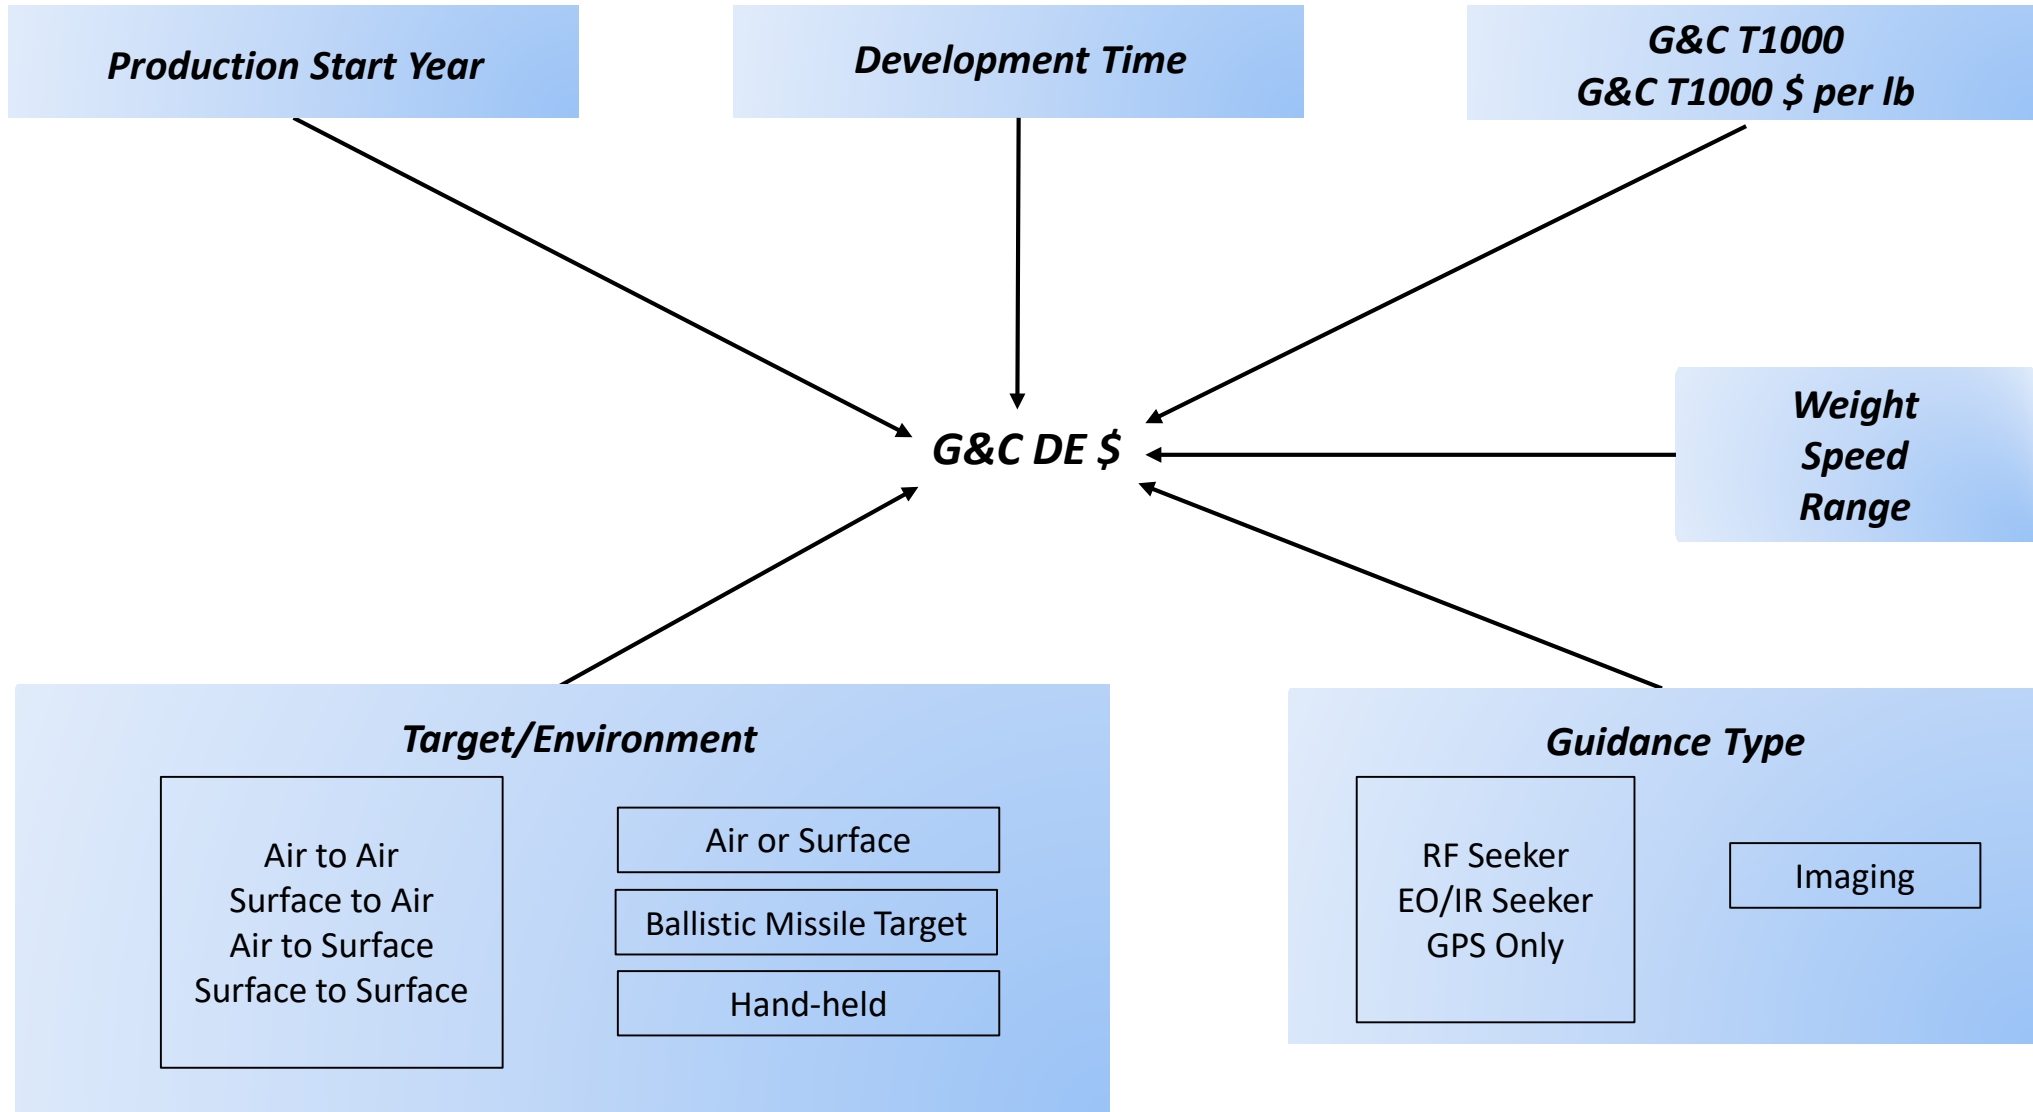 Production Start Year
Development Time
G&C T1000
G&C T1000 $ per lb
G&C DE $
Weight
Speed
Range
Target/Environment
Air to Air
Surface to Air
Air to Surface
Surface to Surface
Air or Surface
Ballistic Missile Target
Hand-held
Guidance Type
RF Seeker
EO/IR Seeker
GPS Only
Imaging